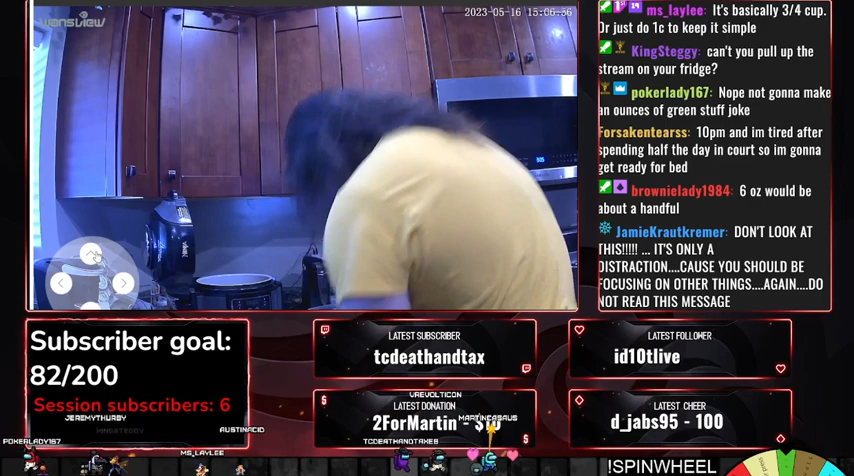 wansview
2023-05-16 15:06:56
ms_laylee: It's basically 3/4 cup.
Or just do 1c to keep it simple
KingSteggy: can't you pull up the
stream on your fridge?
pokerlady167: Nope not gonna make
an ounces of green stuff joke
Forsakentearss: 10pm and im tired after
spending half the day in court so im gonna
get ready for bed
brownielady1984: 6 oz would be
about a handful
JamieKrautkremer: DON'T LOOK AT
THIS!!!!! ... IT'S ONLY A
DISTRACTION....CAUSE YOU SHOULD BE
FOCUSING ON OTHER THINGS....AGAIN....DO
NOT READ THIS MESSAGE
Subscriber goal:
82/200
Session subscribers: 6
LATEST SUBSCRIBER
tcdeathandtax
LATEST FOLLOWER
id10tlive
VREVOLTICON
LATEST DONATION
2ForMartin -
MARTINCASAUS
LATEST CHEER
d_jabs95 - 100
JEREMYTHURBY
KINGSTEGGY
AUSTINACID
POKERLADY167
MS_LAYLEE
TCDEATHANDTAXES
!SPINWHEEL